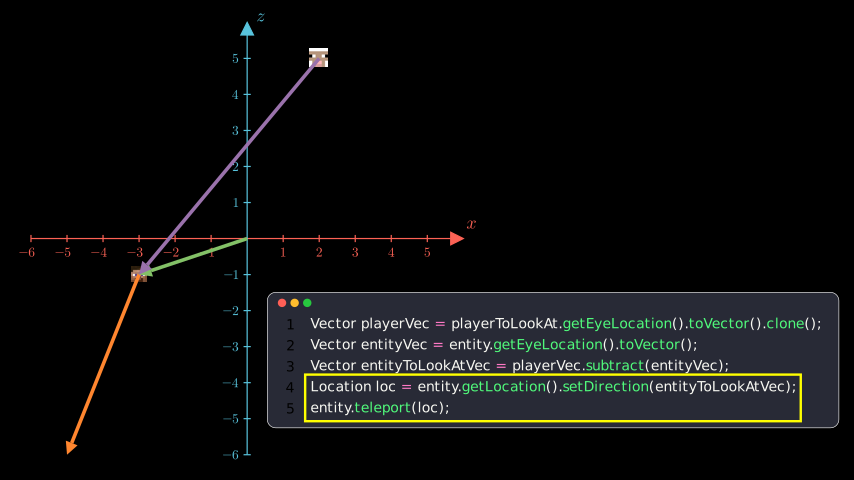 z
5
4
3
2
1
x
−6 −5 −4 −3 −2 1 1 2 3 4 5
−1
−2
−3
−4
−5
−6
1 Vector playerVec = playerToLookAt.getEyeLocation().toVector().clone();
2 Vector entityVec = entity.getEyeLocation().toVector();
3 Vector entityToLookAtVec = playerVec.subtract(entityVec);
4 Location loc = entity.getLocation().setDirection(entityToLookAtVec);
5 entity.teleport(loc);